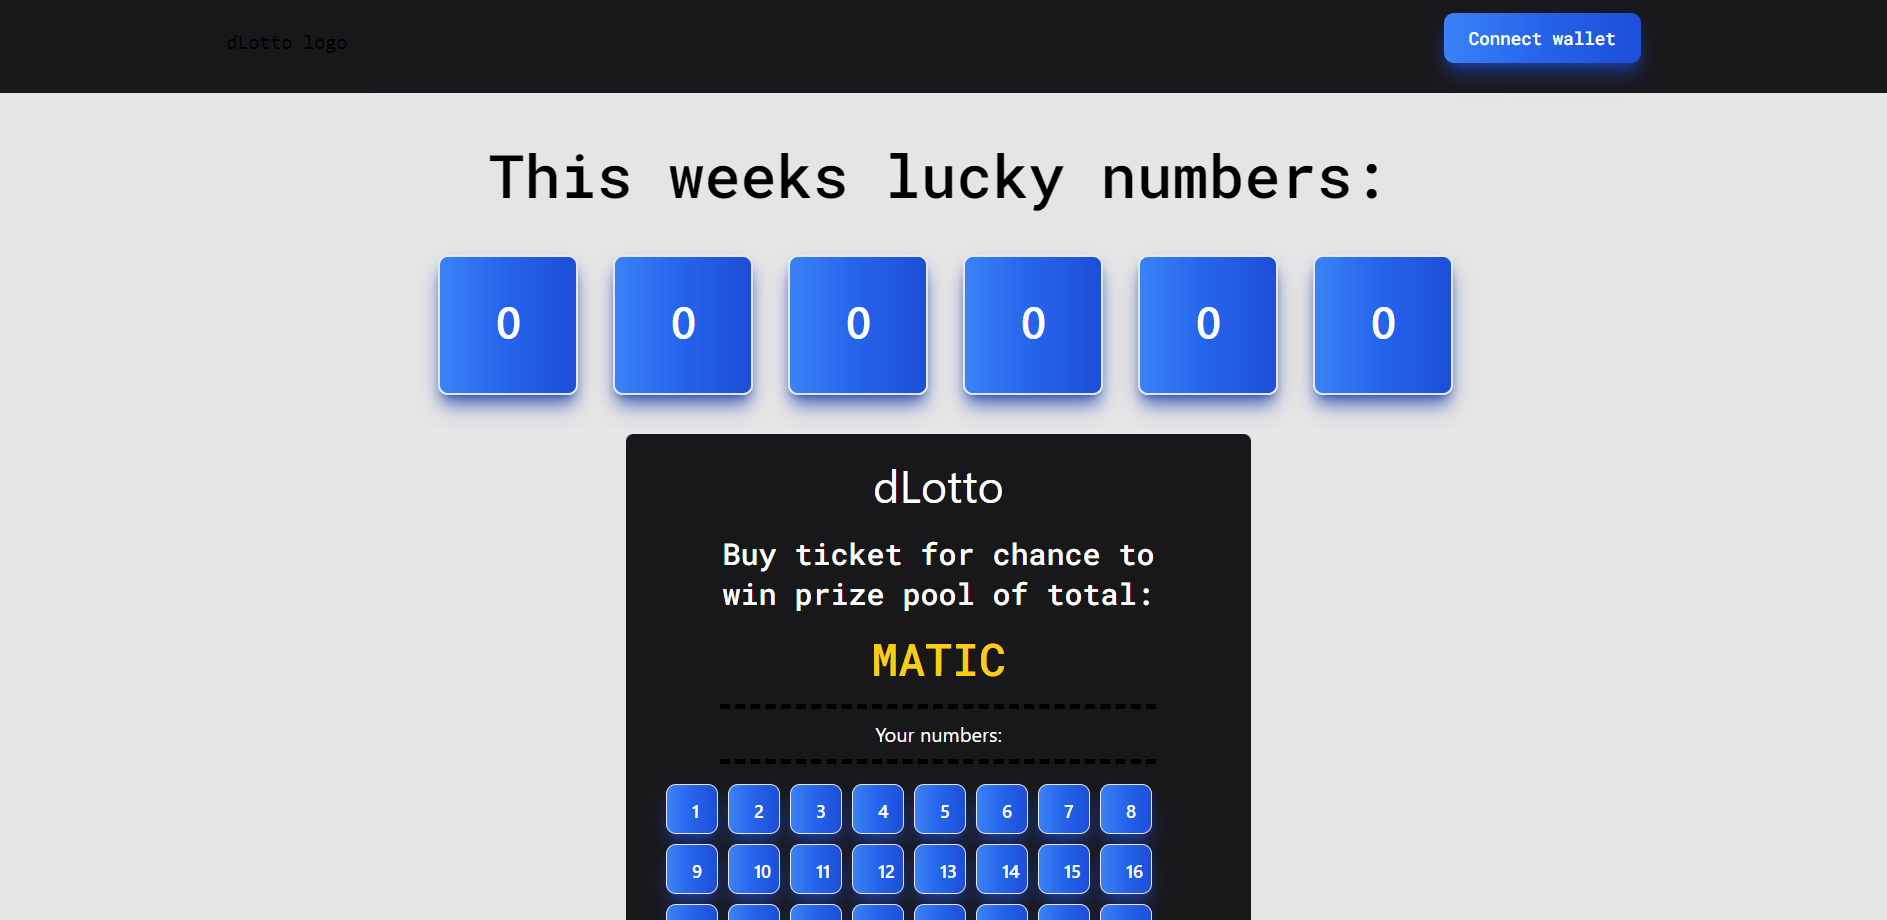 dLotto logo
Connect wallet
This weeks lucky numbers:
0 0 0 0 0 0
dLotto
Buy ticket for chance to
win prize pool of total:
MATIC
Your numbers:
1 2 3 4 5 6 7 8
9 10 11 12 13 14 15 16